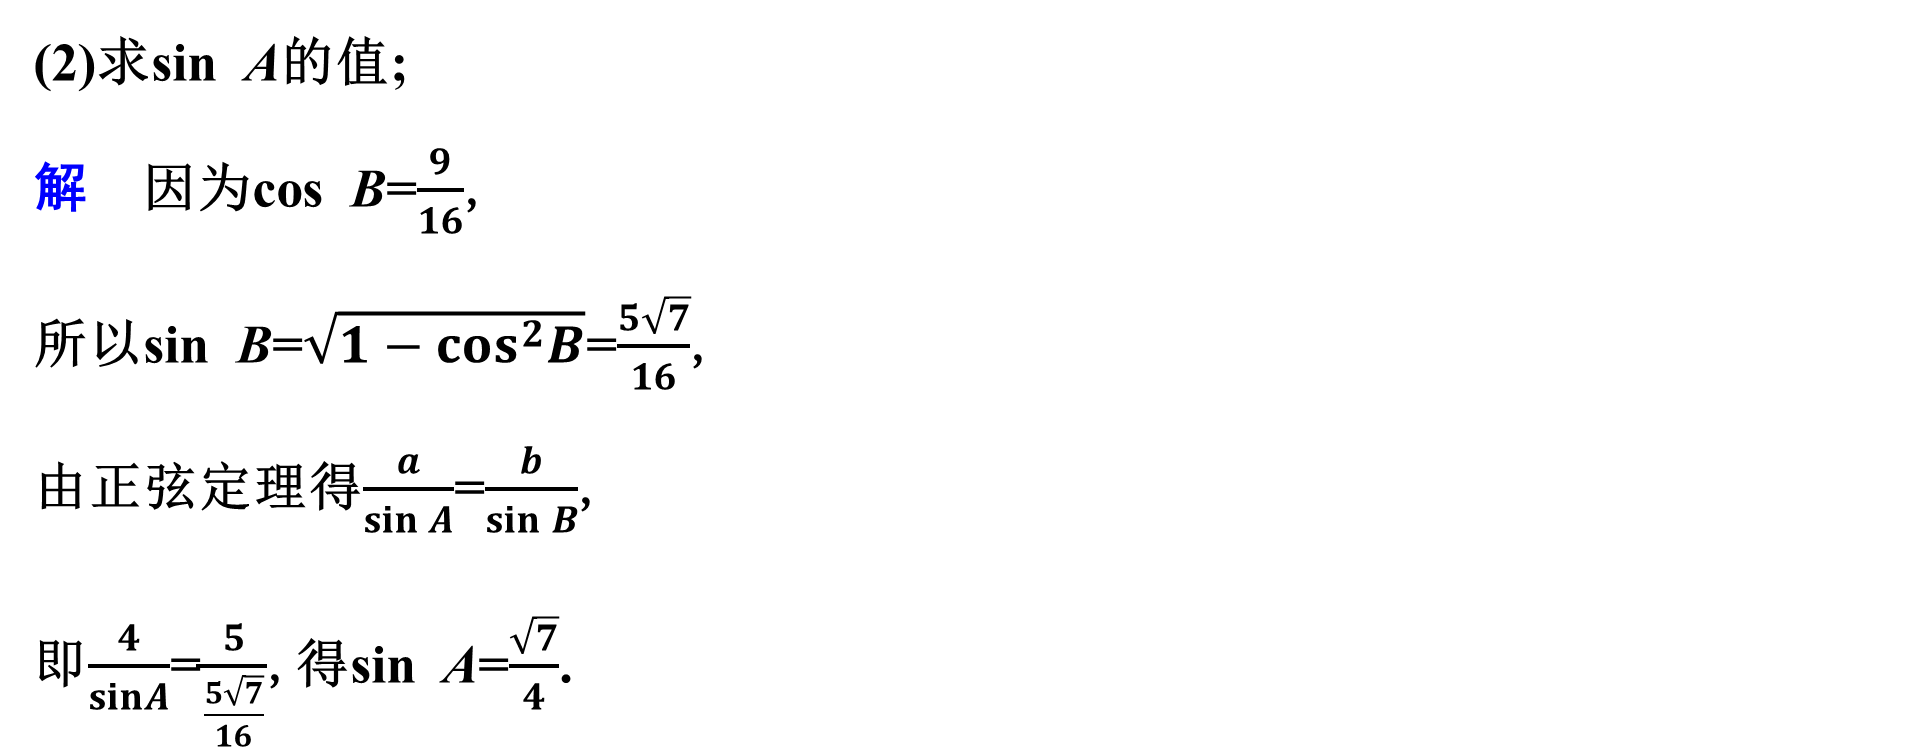 (2)求sin A的值;
解 因为cos B=9/16,
所以sin B=√(1－cos²B)=5√7/16,
由正弦定理得a/sin A=b/sin B,
即4/sinA=5/(5√7/16), 得sin A=√7/4.